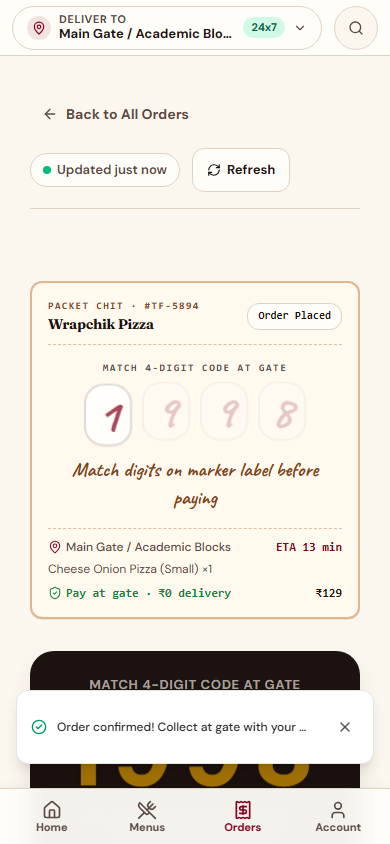 DELIVER TO
Main Gate / Academic Blo...
24x7
Back to All Orders
Updated just now
Refresh
PACKET CHIT · #TF-5894
Wrapchik Pizza
Order Placed
MATCH 4-DIGIT CODE AT GATE
1 9 9 8
Match digits on marker label before
paying
Main Gate / Academic Blocks
ETA 13 min
Cheese Onion Pizza (Small) ×1
Pay at gate · ₹0 delivery
₹129
MATCH 4-DIGIT CODE AT GATE
Order confirmed! Collect at gate with your ...
1998
Home
Menus
Orders
Account